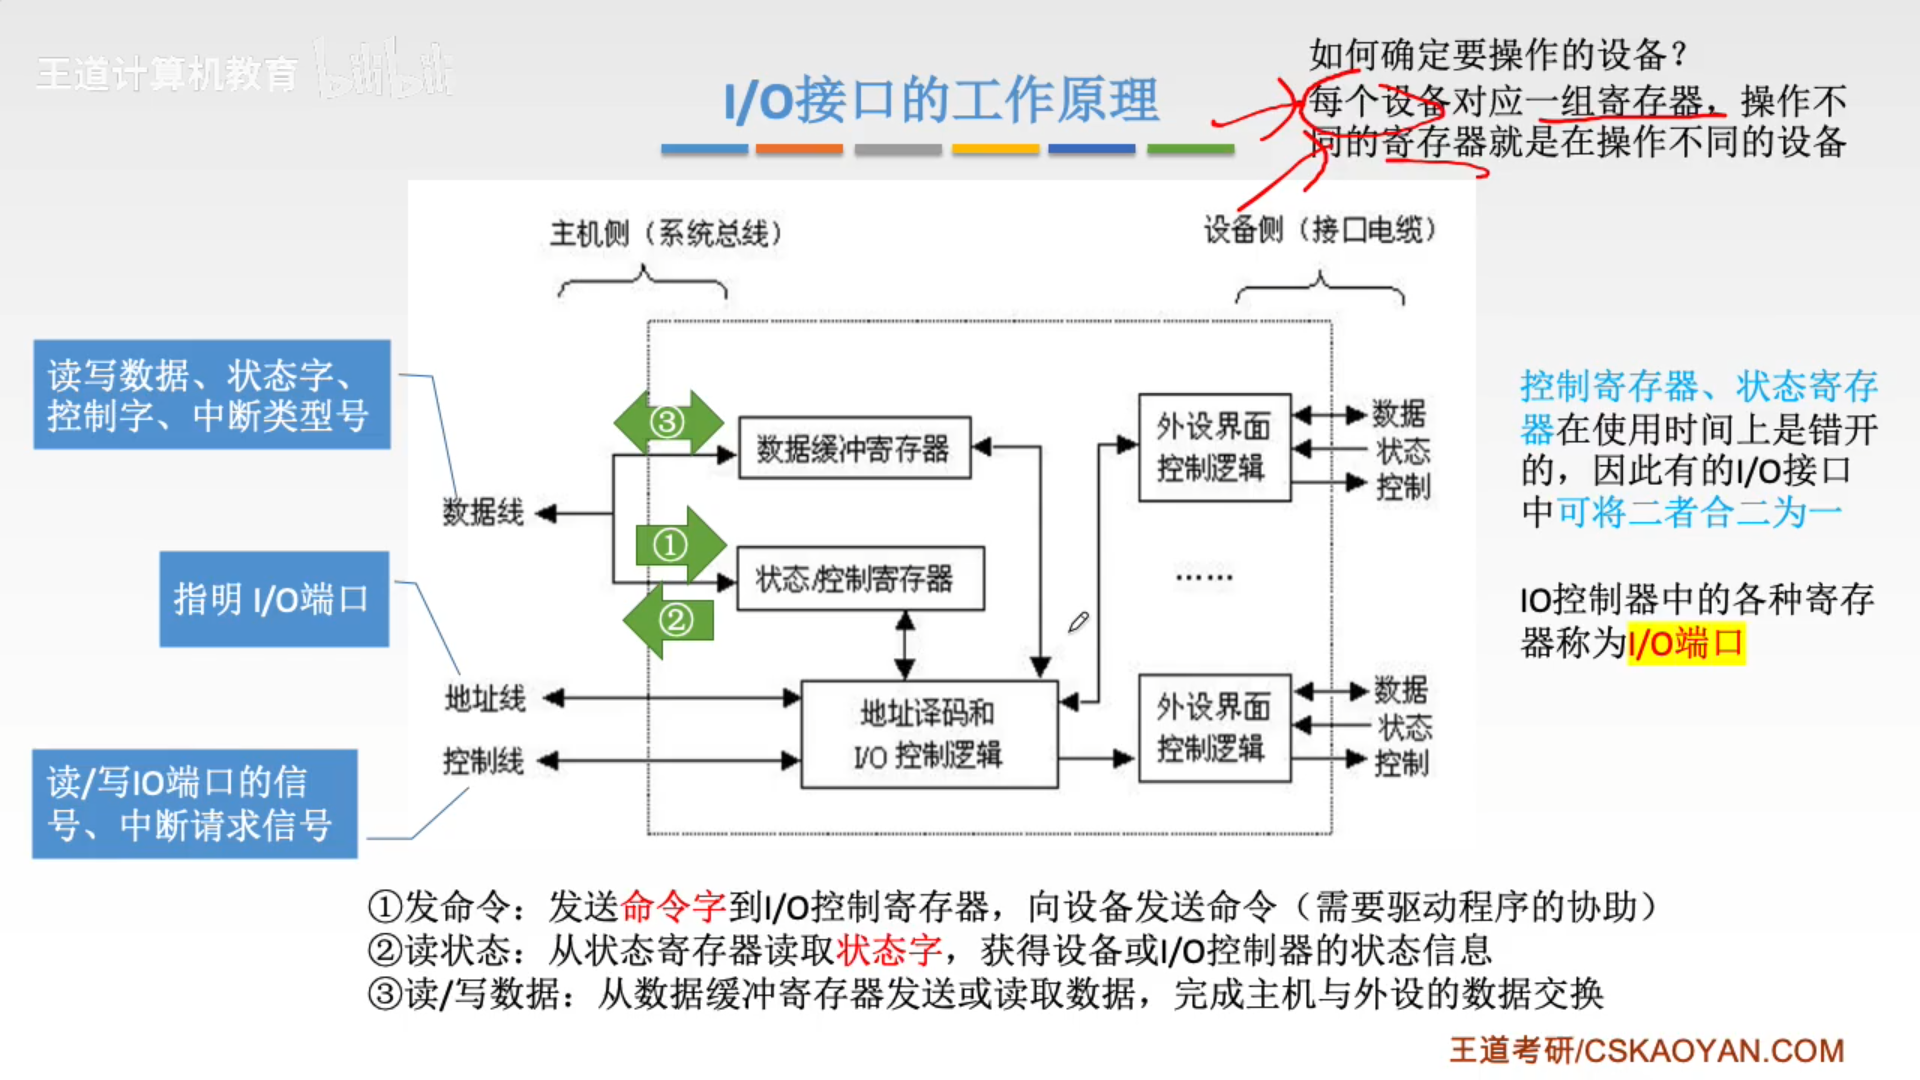 王道计算机教育 bilibili
I/O接口的工作原理
如何确定要操作的设备？
每个设备对应一组寄存器，操作不
同的寄存器就是在操作不同的设备
主机侧（系统总线）
设备侧（接口电缆）
读写数据、状态字、
控制字、中断类型号
指明 I/O端口
读/写IO端口的信
号、中断请求信号
数据线
地址线
控制线
③
数据缓冲寄存器
①
状态/控制寄存器
②
地址译码和
I/O 控制逻辑
外设界面
控制逻辑
数据
状态
控制
……
外设界面
控制逻辑
数据
状态
控制
控制寄存器、状态寄存
器在使用时间上是错开
的，因此有的I/O接口
中可将二者合二为一
IO控制器中的各种寄存
器称为I/O端口
①发命令：发送命令字到I/O控制寄存器，向设备发送命令（需要驱动程序的协助）
②读状态：从状态寄存器读取状态字，获得设备或I/O控制器的状态信息
③读/写数据：从数据缓冲寄存器发送或读取数据，完成主机与外设的数据交换
王道考研/CSKAOYAN.COM